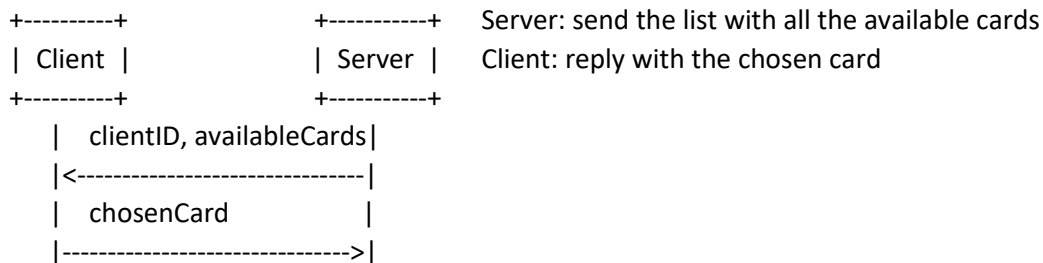 +----------+ +-----------+ Server: send the list with all the available cards
| Client | | Server | Client: reply with the chosen card
+----------+ +-----------+
| clientID, availableCards|
|<--------------------------------|
| chosenCard |
|-------------------------------->|